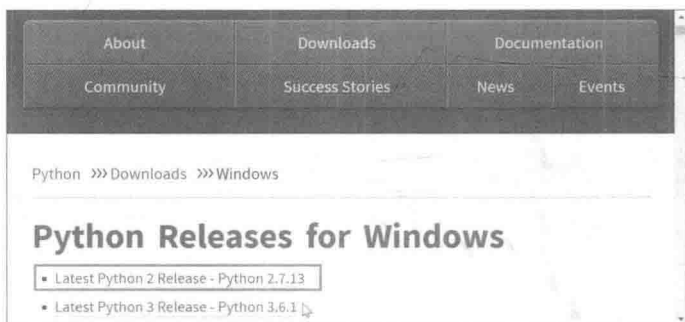 About Downloads Documentation
Community Success Stories News Events
Python >>> Downloads >>> Windows
Python Releases for Windows
▪ Latest Python 2 Release - Python 2.7.13
▪ Latest Python 3 Release - Python 3.6.1